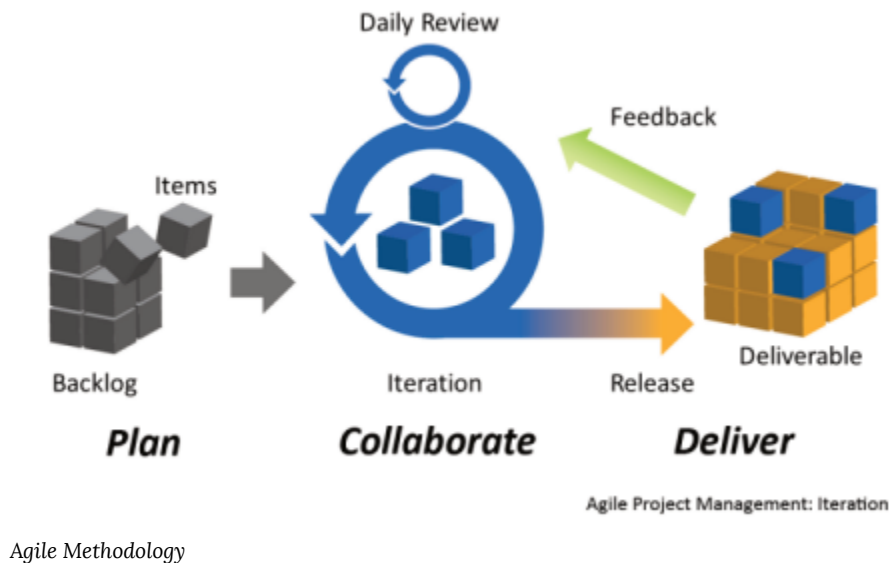 Daily Review
Feedback
Items
Deliverable
Backlog
Iteration
Release
Plan
Collaborate
Deliver
Agile Project Management: Iteration
Agile Methodology